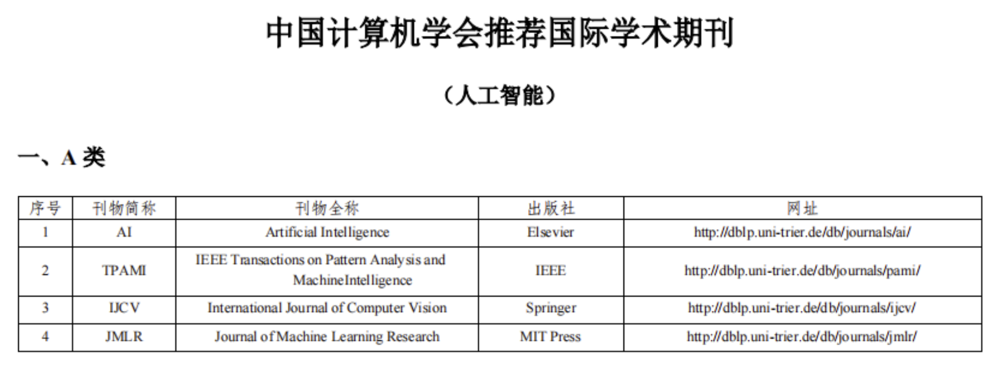 中国计算机学会推荐国际学术期刊
（人工智能）
一、A 类
序号 刊物简称 刊物全称 出版社 网址
1 AI Artificial Intelligence Elsevier http://dblp.uni-trier.de/db/journals/ai/
2 TPAMI IEEE Transactions on Pattern Analysis and
MachineIntelligence IEEE http://dblp.uni-trier.de/db/journals/pami/
3 IJCV International Journal of Computer Vision Springer http://dblp.uni-trier.de/db/journals/ijcv/
4 JMLR Journal of Machine Learning Research MIT Press http://dblp.uni-trier.de/db/journals/jmlr/